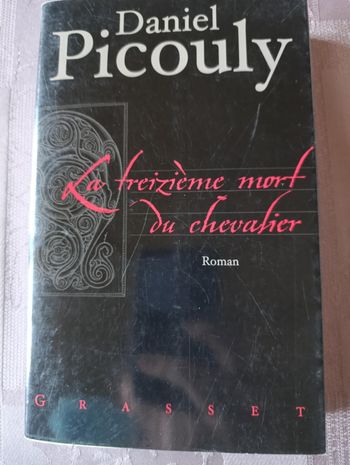 Daniel
Picouly
La treizième mort
du chevalier
Roman
GRASSET